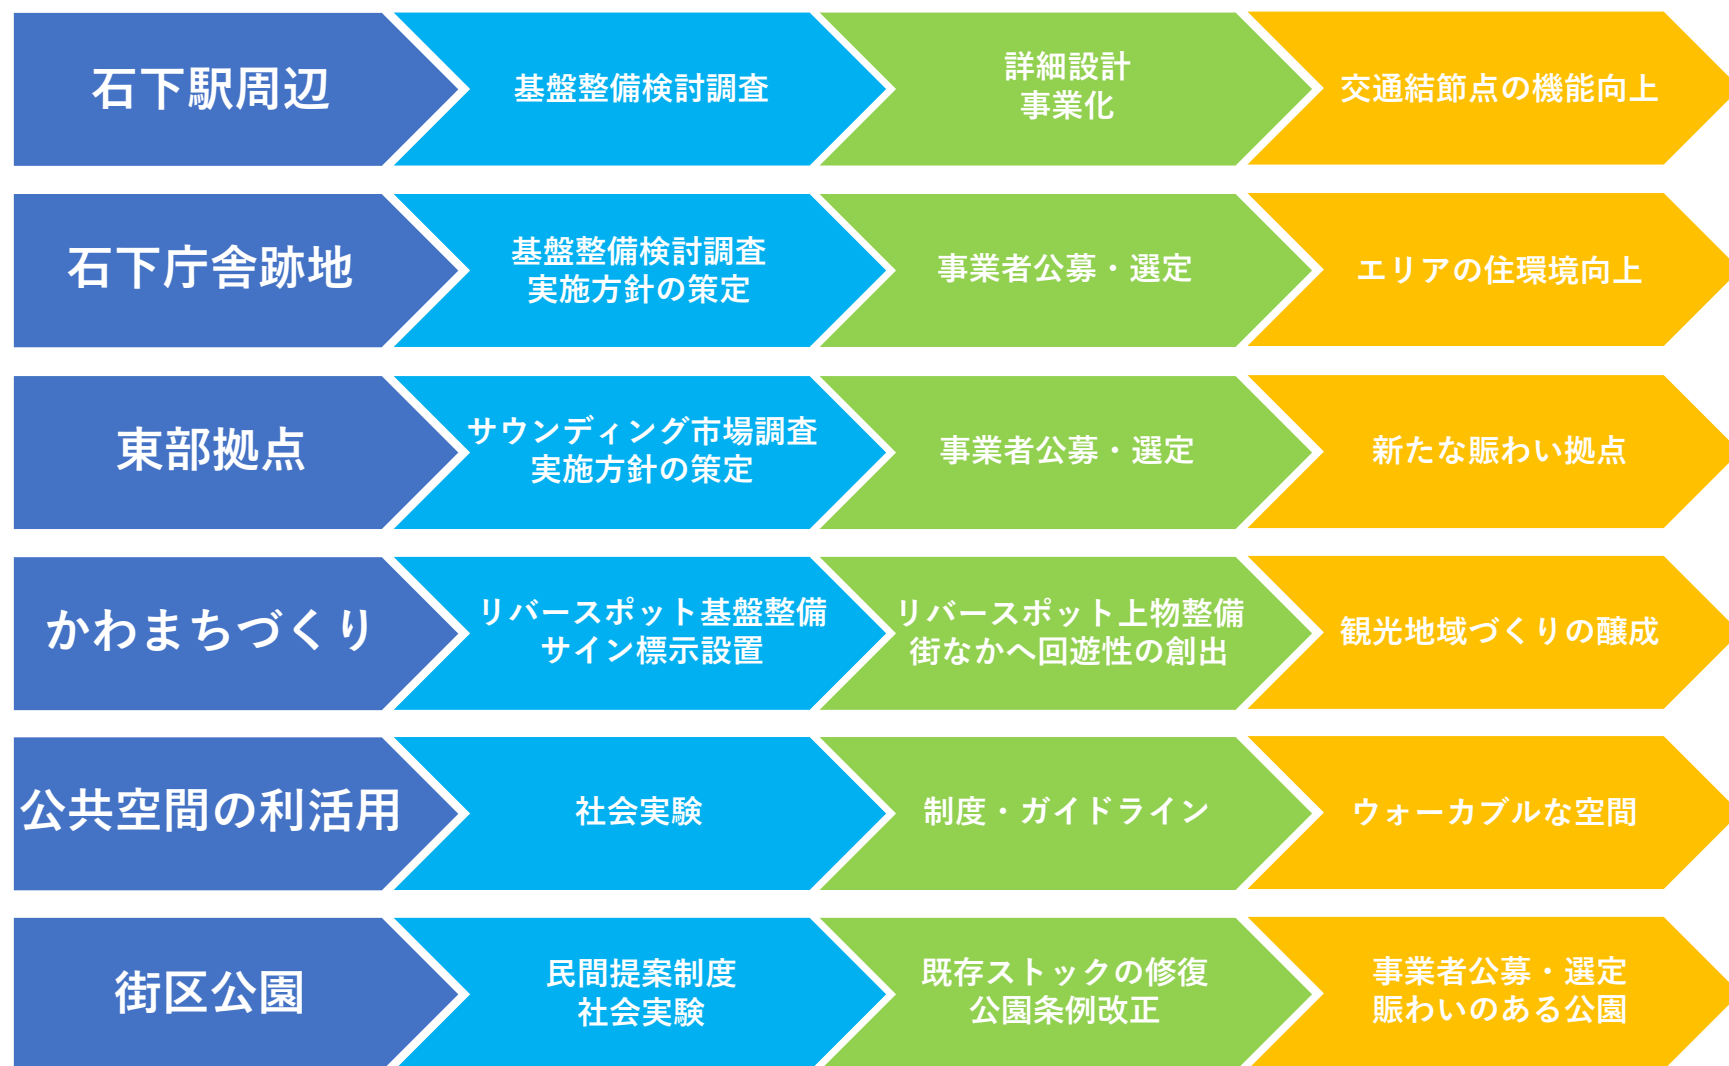 石下駅周辺
基盤整備検討調査
詳細設計
事業化
交通結節点の機能向上
石下庁舎跡地
基盤整備検討調査
実施方針の策定
事業者公募・選定
エリアの住環境向上
東部拠点
サウンディング市場調査
実施方針の策定
事業者公募・選定
新たな賑わい拠点
かわまちづくり
リバースポット基盤整備
サイン標示設置
リバースポット上物整備
街なかへ回遊性の創出
観光地域づくりの醸成
公共空間の利活用
社会実験
制度・ガイドライン
ウォーカブルな空間
街区公園
民間提案制度
社会実験
既存ストックの修復
公園条例改正
事業者公募・選定
賑わいのある公園